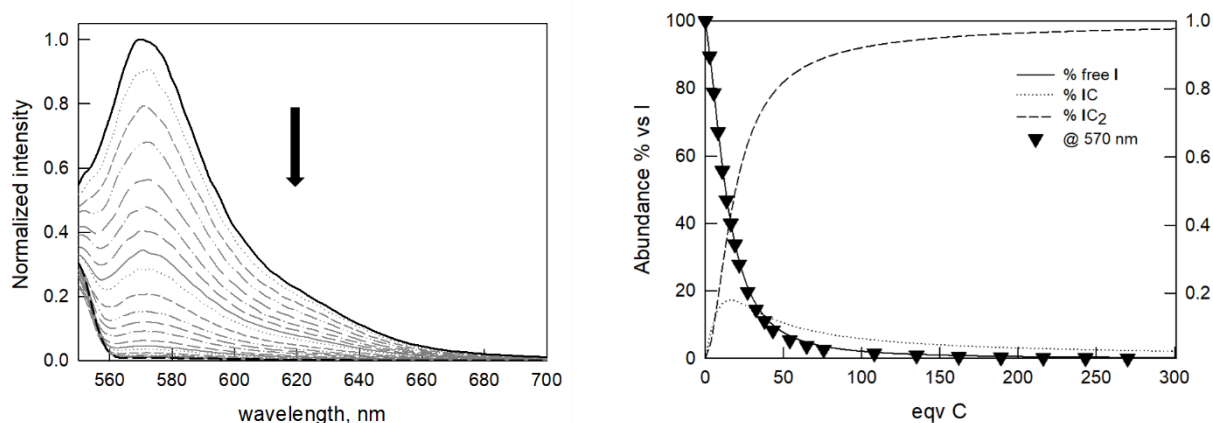 Normalized intensity
1.0
0.8
0.6
0.4
0.2
0.0
560 580 600 620 640 660 680 700
wavelength, nm
Abundance % vs I
100
80
60
40
20
0
1.0
0.8
0.6
0.4
0.2
% free I
% IC
% IC₂
@ 570 nm
0 50 100 150 200 250 300
eqv C